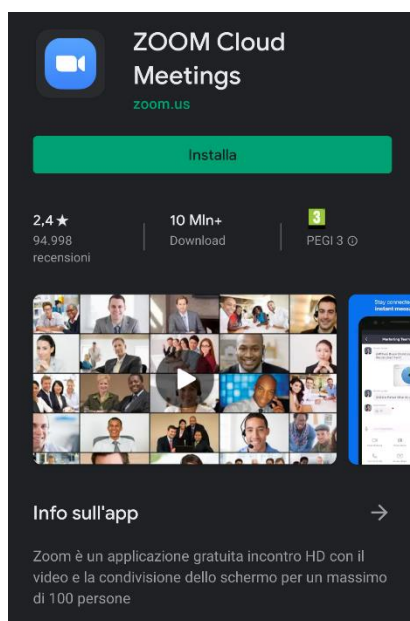 ZOOM Cloud
Meetings
zoom.us
Installa
2,4 ★
94.998
recensioni
10 Mln+
Download
3
PEGI 3
Stay connected
Info sull'app
Zoom è un applicazione gratuita incontro HD con il
video e la condivisione dello schermo per un massimo
di 100 persone